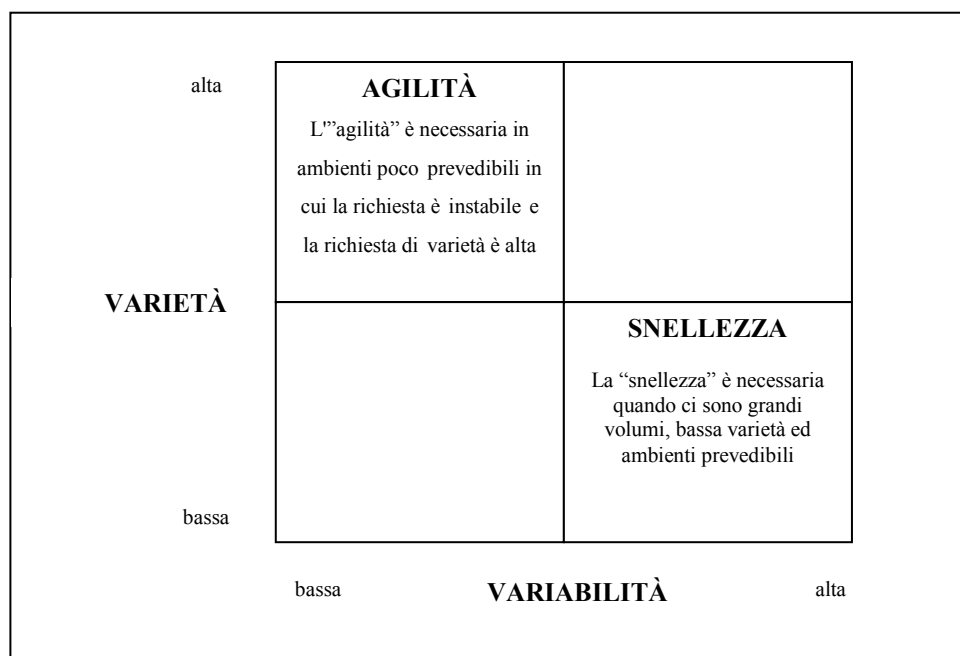 alta
AGILITÀ
L'”agilità” è necessaria in
ambienti poco prevedibili in
cui la richiesta è instabile e
la richiesta di varietà è alta
VARIETÀ
SNELLEZZA
La “snellezza” è necessaria
quando ci sono grandi
volumi, bassa varietà ed
ambienti prevedibili
bassa
bassa
VARIABILITÀ
alta